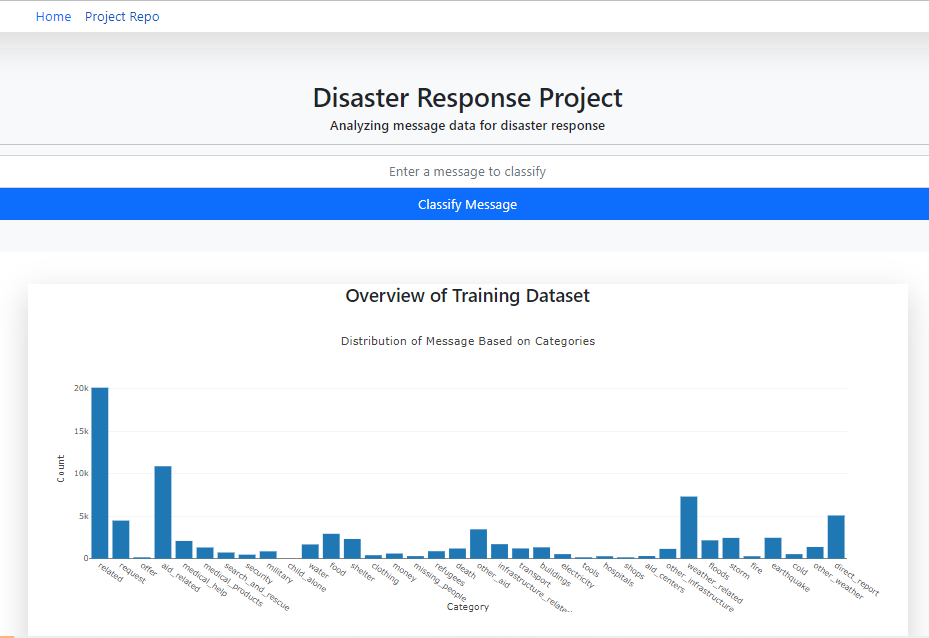 Home Project Repo
Disaster Response Project
Analyzing message data for disaster response
Enter a message to classify
Classify Message
Overview of Training Dataset
Distribution of Message Based on Categories
20k
15k
10k
5k
0
Count
related
request
offer
aid_related
medical_help
medical_products
search_and_rescue
security
military
child_alone
water
food
shelter
clothing
money
missing_people
refugees
death
other_aid
infrastructure_relate…
transport
buildings
electricity
tools
hospitals
shops
aid_centers
other_infrastructure
weather_related
floods
storm
fire
earthquake
cold
other_weather
direct_report
Category